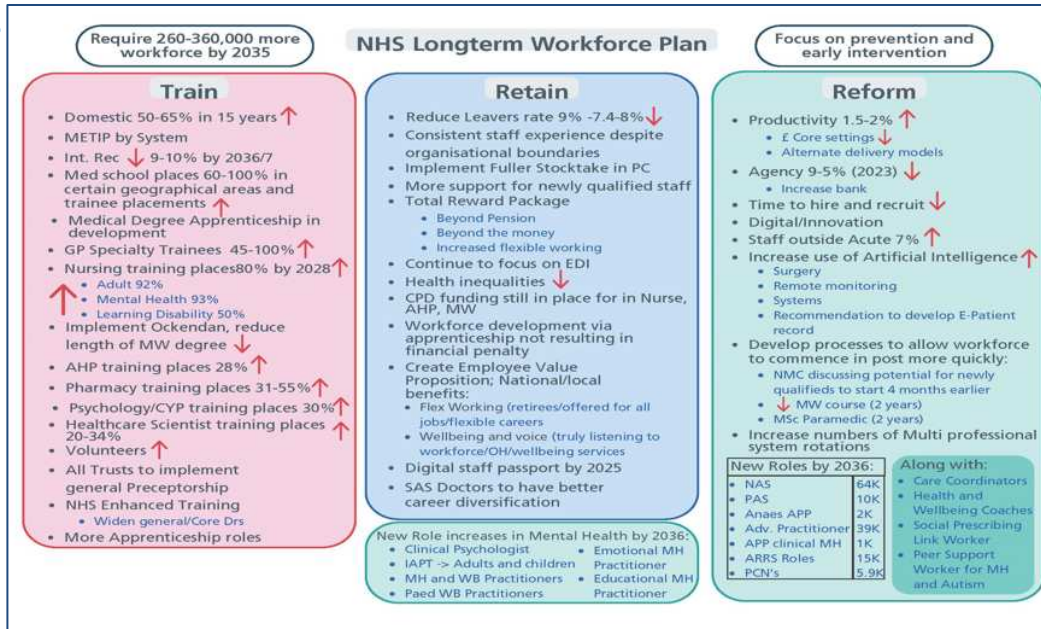 Require 260-360,000 more
workforce by 2035
NHS Longterm Workforce Plan
Focus on prevention and
early intervention
Train
• Domestic 50-65% in 15 years ↑
• METIP by System
• Int. Rec ↓ 9-10% by 2036/7
• Med school places 60-100% in
certain geographical areas and
trainee placements ↑
• Medical Degree Apprenticeship in
development
• GP Specialty Trainees 45-100% ↑
• Nursing training places80% by 2028 ↑
• Adult 92%
• Mental Health 93%
• Learning Disability 50%
• Implement Ockendan, reduce
length of MW degree ↓
• AHP training places 28% ↑
• Pharmacy training places 31-55% ↑
• Psychology/CYP training places 30% ↑
• Healthcare Scientist training places
20-34% ↑
• Volunteers ↑
• All Trusts to implement
general Preceptorship
• NHS Enhanced Training
• Widen general/Core Drs
• More Apprenticeship roles
Retain
• Reduce Leavers rate 9% -7.4-8% ↓
• Consistent staff experience despite
organisational boundaries
• Implement Fuller Stocktake in PC
• More support for newly qualified staff
• Total Reward Package
• Beyond Pension
• Beyond the money
• Increased flexible working
• Continue to focus on EDI
• Health inequalities ↓
• CPD funding still in place for in Nurse,
AHP, MW
• Workforce development via
apprenticeship not resulting in
financial penalty
• Create Employee Value
Proposition; National/local
benefits:
• Flex Working (retirees/offered for all
jobs/flexible careers
• Wellbeing and voice (truly listening to
workforce/OH/wellbeing services
• Digital staff passport by 2025
• SAS Doctors to have better
career diversification
New Role increases in Mental Health by 2036:
• Clinical Psychologist
• IAPT -> Adults and children
• MH and WB Practitioners
• Paed WB Practitioners
• Emotional MH
Practitioner
• Educational MH
Practitioner
Reform
• Productivity 1.5-2% ↑
• £ Core settings ↓
• Alternate delivery models
• Agency 9-5% (2023) ↓
• Increase bank
• Time to hire and recruit ↓
• Digital/Innovation
• Staff outside Acute 7% ↑
• Increase use of Artificial Intelligence ↑
• Surgery
• Remote monitoring
• Systems
• Recommendation to develop E-Patient
record
• Develop processes to allow workforce
to commence in post more quickly:
• NMC discussing potential for newly
qualifieds to start 4 months earlier
• ↓ MW course (2 years)
• MSc Paramedic (2 years)
• Increase numbers of Multi professional
system rotations
New Roles by 2036:
• NAS 64K
• PAS 10K
• Anaes APP 2K
• Adv. Practitioner 39K
• APP clinical MH 1K
• ARRS Roles 15K
• PCN's 5.9K
Along with:
• Care Coordinators
• Health and
Wellbeing Coaches
• Social Prescribing
Link Worker
• Peer Support
Worker for MH
and Autism